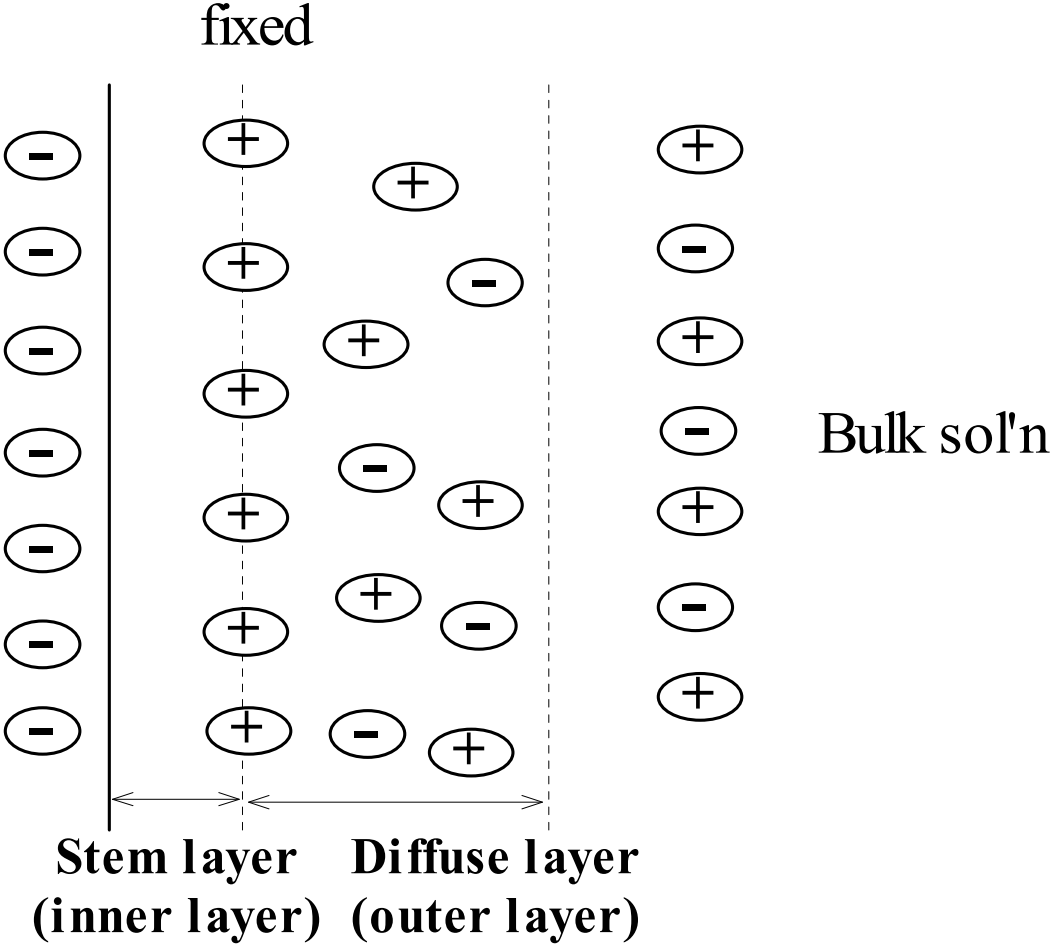 fixed
Bulk sol'n
Stem layer
(inner layer)
Diffuse layer
(outer layer)